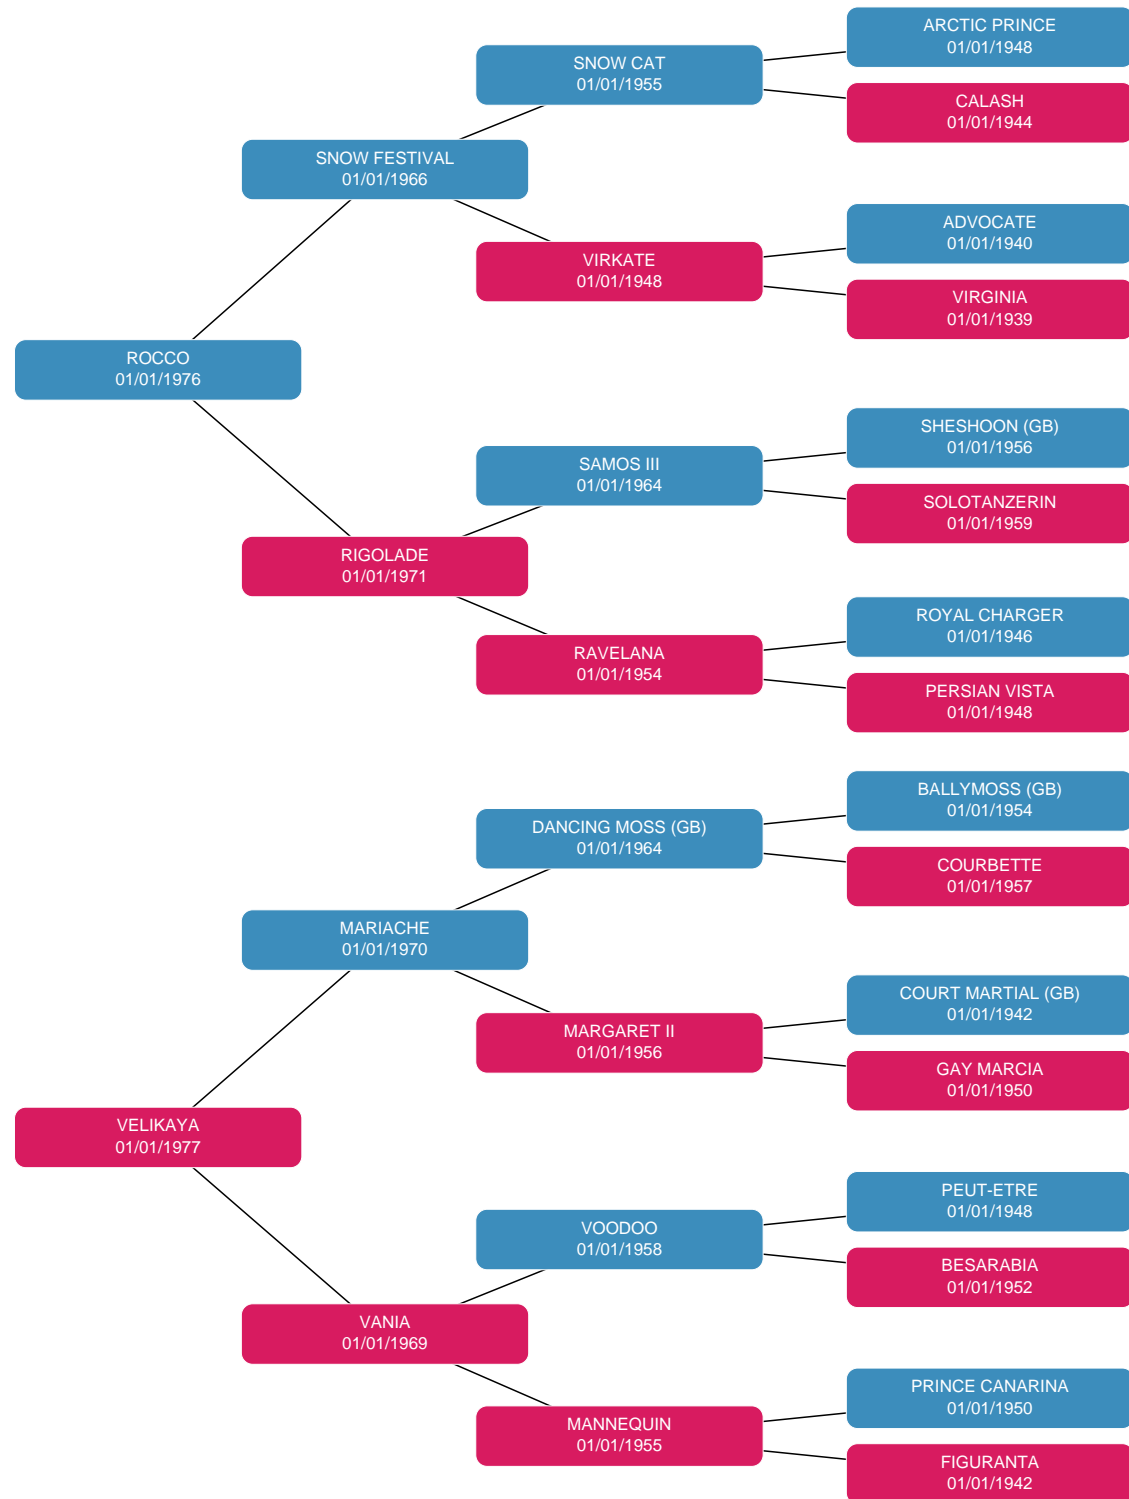 ARCTIC PRINCE
01/01/1948
SNOW CAT
01/01/1955
CALASH
01/01/1944
SNOW FESTIVAL
01/01/1966
ADVOCATE
01/01/1940
VIRKATE
01/01/1948
VIRGINIA
01/01/1939
ROCCO
01/01/1976
SHESHOON (GB)
01/01/1956
SAMOS III
01/01/1964
SOLOTANZERIN
01/01/1959
RIGOLADE
01/01/1971
ROYAL CHARGER
01/01/1946
RAVELANA
01/01/1954
PERSIAN VISTA
01/01/1948
BALLYMOSS (GB)
01/01/1954
DANCING MOSS (GB)
01/01/1964
COURBETTE
01/01/1957
MARIACHE
01/01/1970
COURT MARTIAL (GB)
01/01/1942
MARGARET II
01/01/1956
GAY MARCIA
01/01/1950
VELIKAYA
01/01/1977
PEUT-ETRE
01/01/1948
VOODOO
01/01/1958
BESARABIA
01/01/1952
VANIA
01/01/1969
PRINCE CANARINA
01/01/1950
MANNEQUIN
01/01/1955
FIGURANTA
01/01/1942